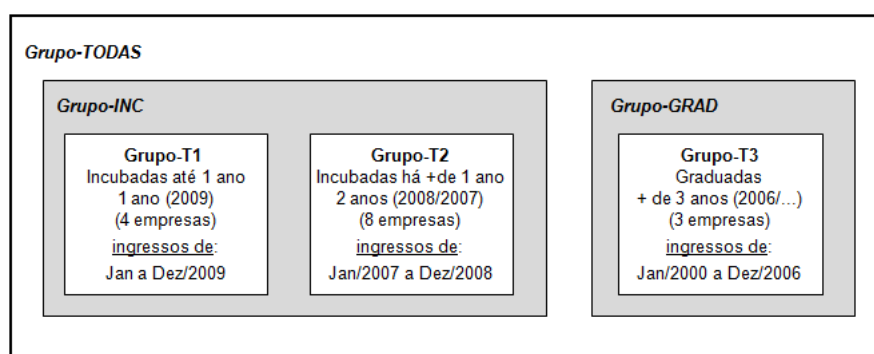 Grupo-TODAS
Grupo-INC
Grupo-T1
Incubadas até 1 ano
1 ano (2009)
(4 empresas)
ingressos de:
Jan a Dez/2009
Grupo-T2
Incubadas há +de 1 ano
2 anos (2008/2007)
(8 empresas)
ingressos de:
Jan/2007 a Dez/2008
Grupo-GRAD
Grupo-T3
Graduadas
+ de 3 anos (2006/...)
(3 empresas)
ingressos de:
Jan/2000 a Dez/2006